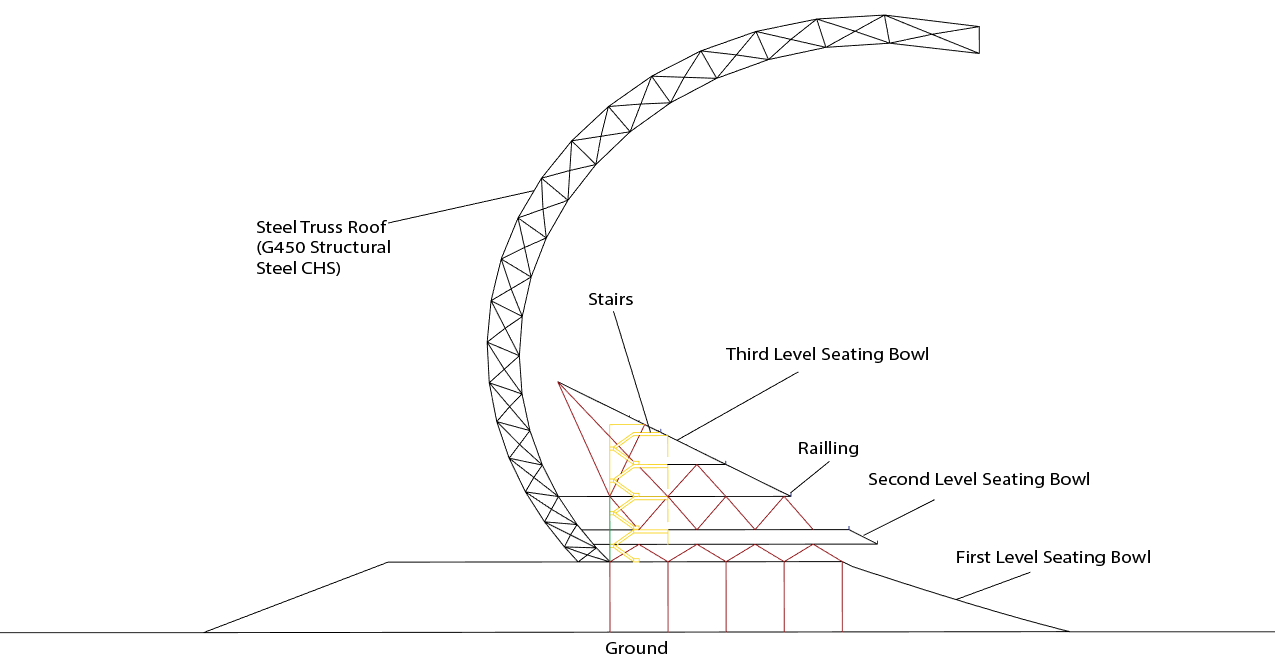 Steel Truss Roof
(G450 Structural
Steel CHS)
Stairs
Third Level Seating Bowl
Railling
Second Level Seating Bowl
First Level Seating Bowl
Ground